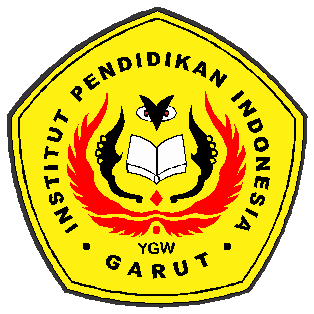 INSTITUT PENDIDIKAN INDONESIA
YGW
• GARUT •